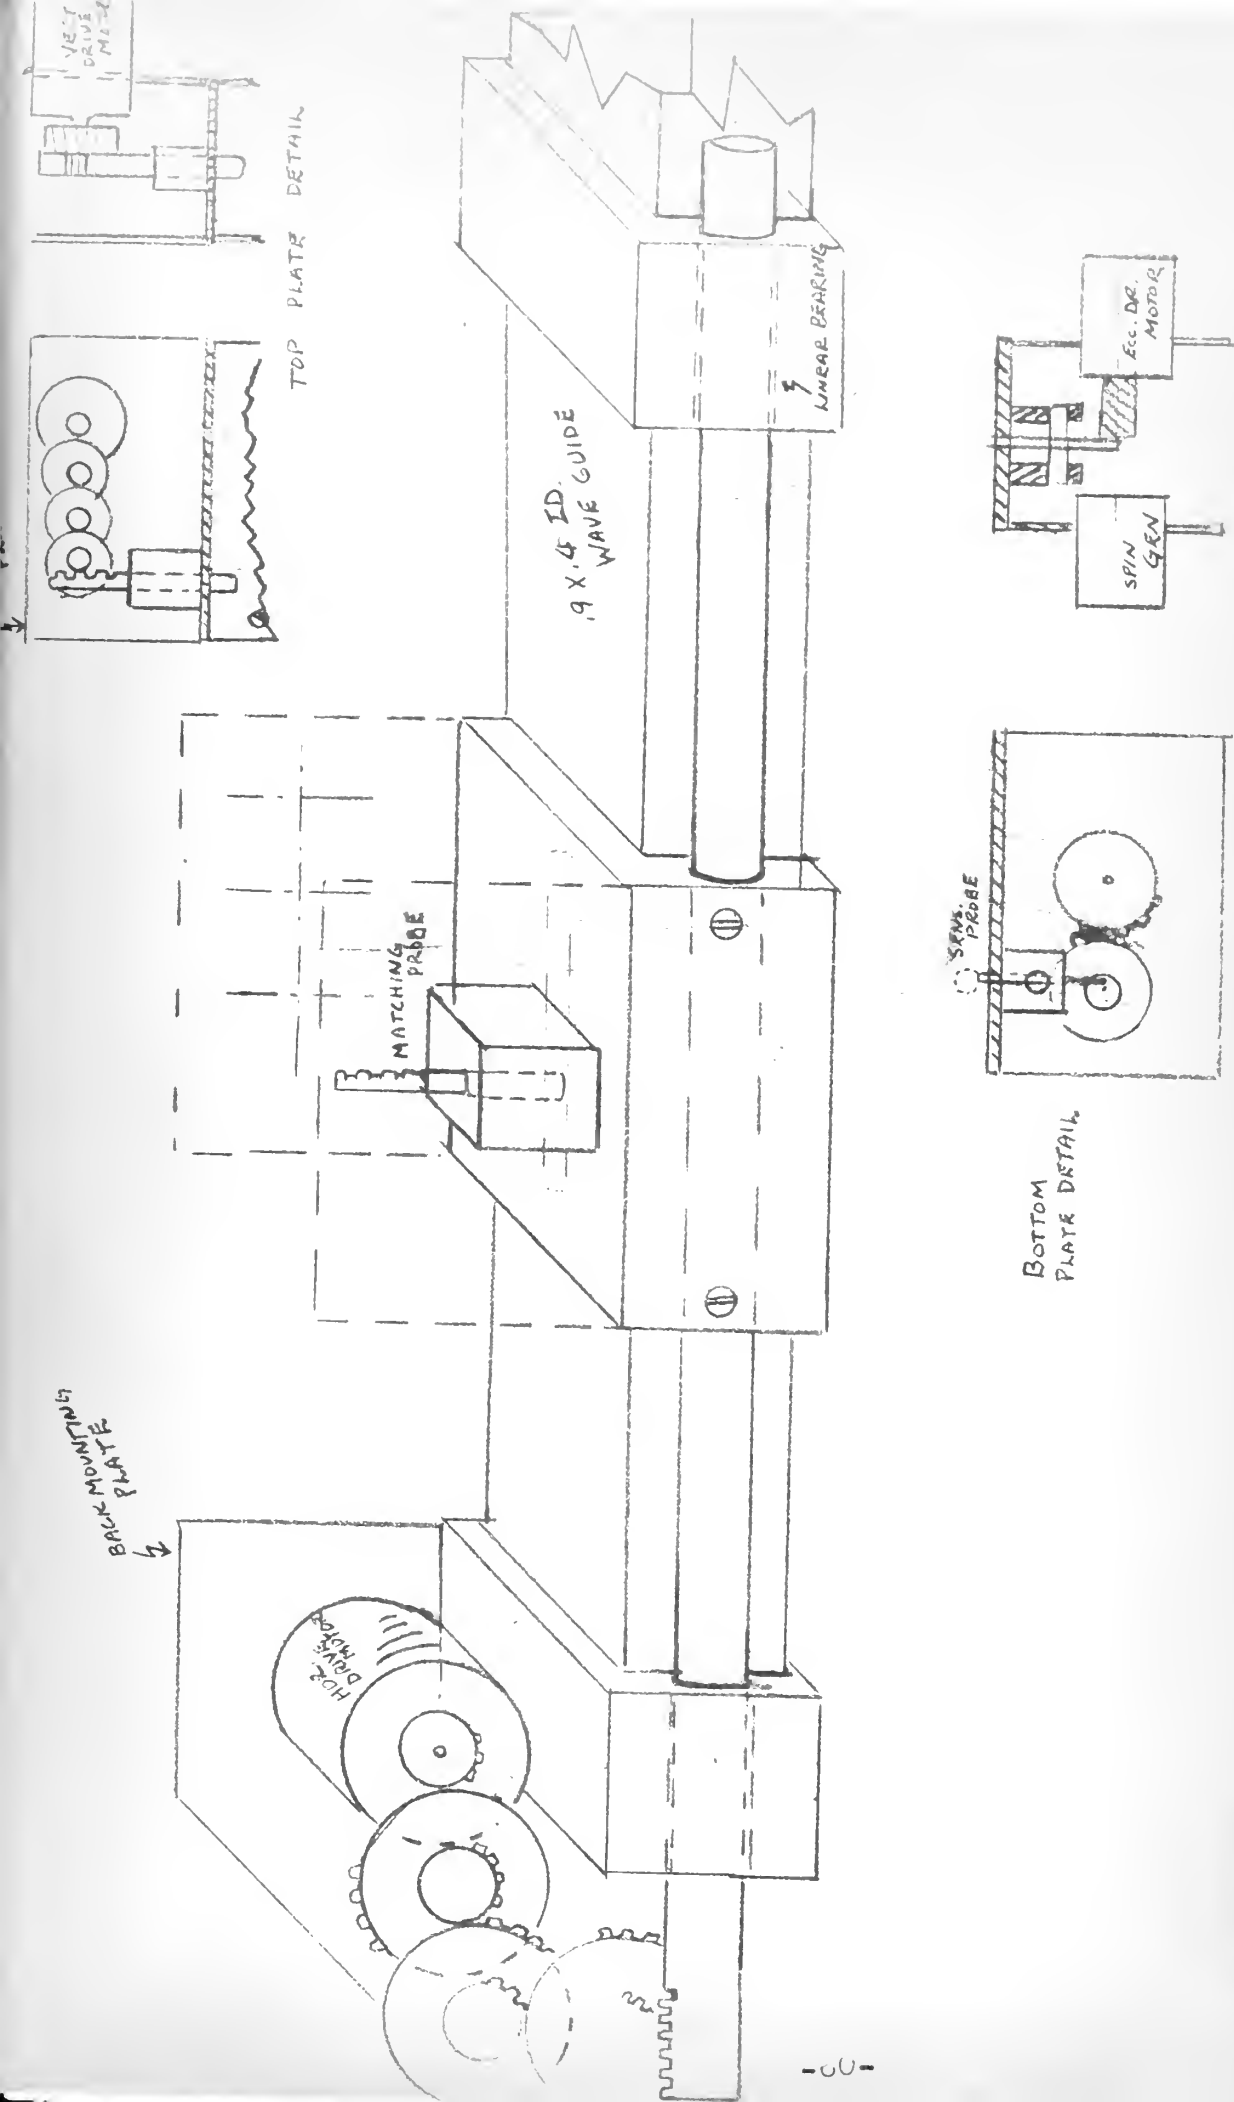 VERT
DRIVE
TOP PLATE DETAIL
.9 X .4 I.D.
WAVE GUIDE
LINEAR BEARING
MATCHING
PROBE
BACK MOUNTING
PLATE
HOZ.
DRIVE
MOTOR
ECC. DR.
MOTOR
SPIN
GEN
SENS.
PROBE
BOTTOM
PLATE DETAIL